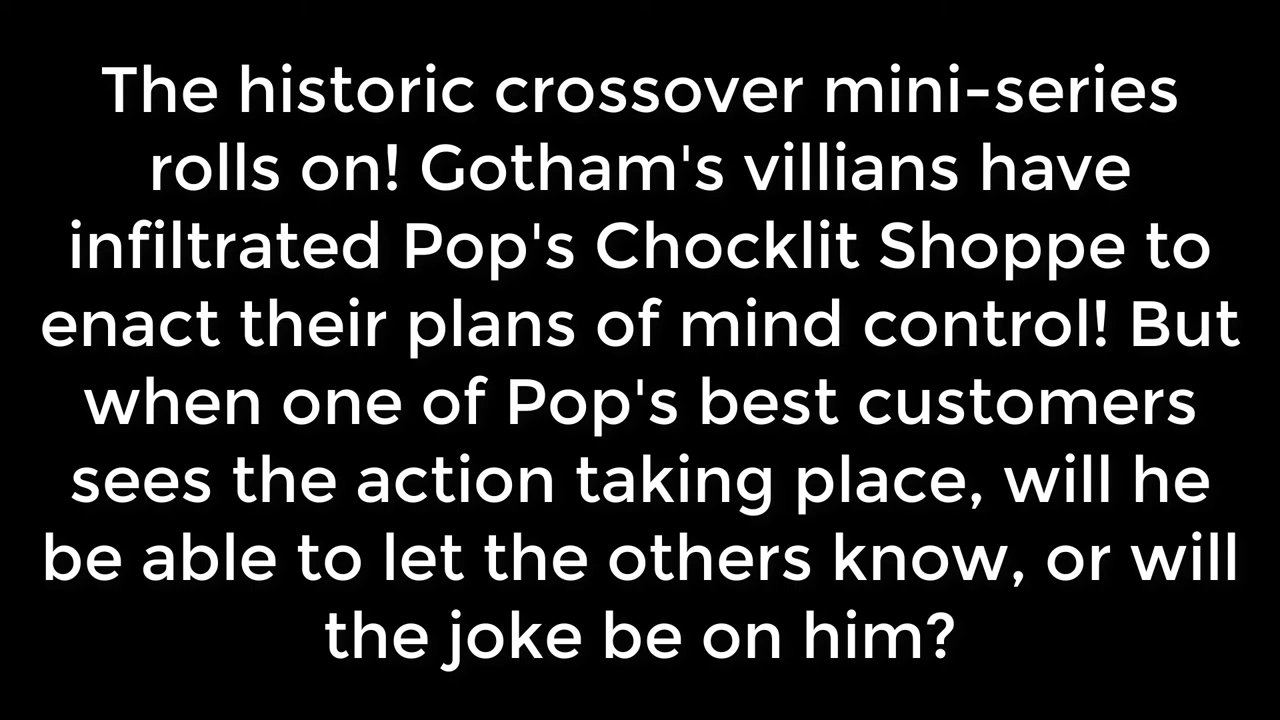 The historic crossover mini-series
rolls on! Gotham's villians have
infiltrated Pop's Chocklit Shoppe to
enact their plans of mind control! But
when one of Pop's best customers
sees the action taking place, will he
be able to let the others know, or will
the joke be on him?